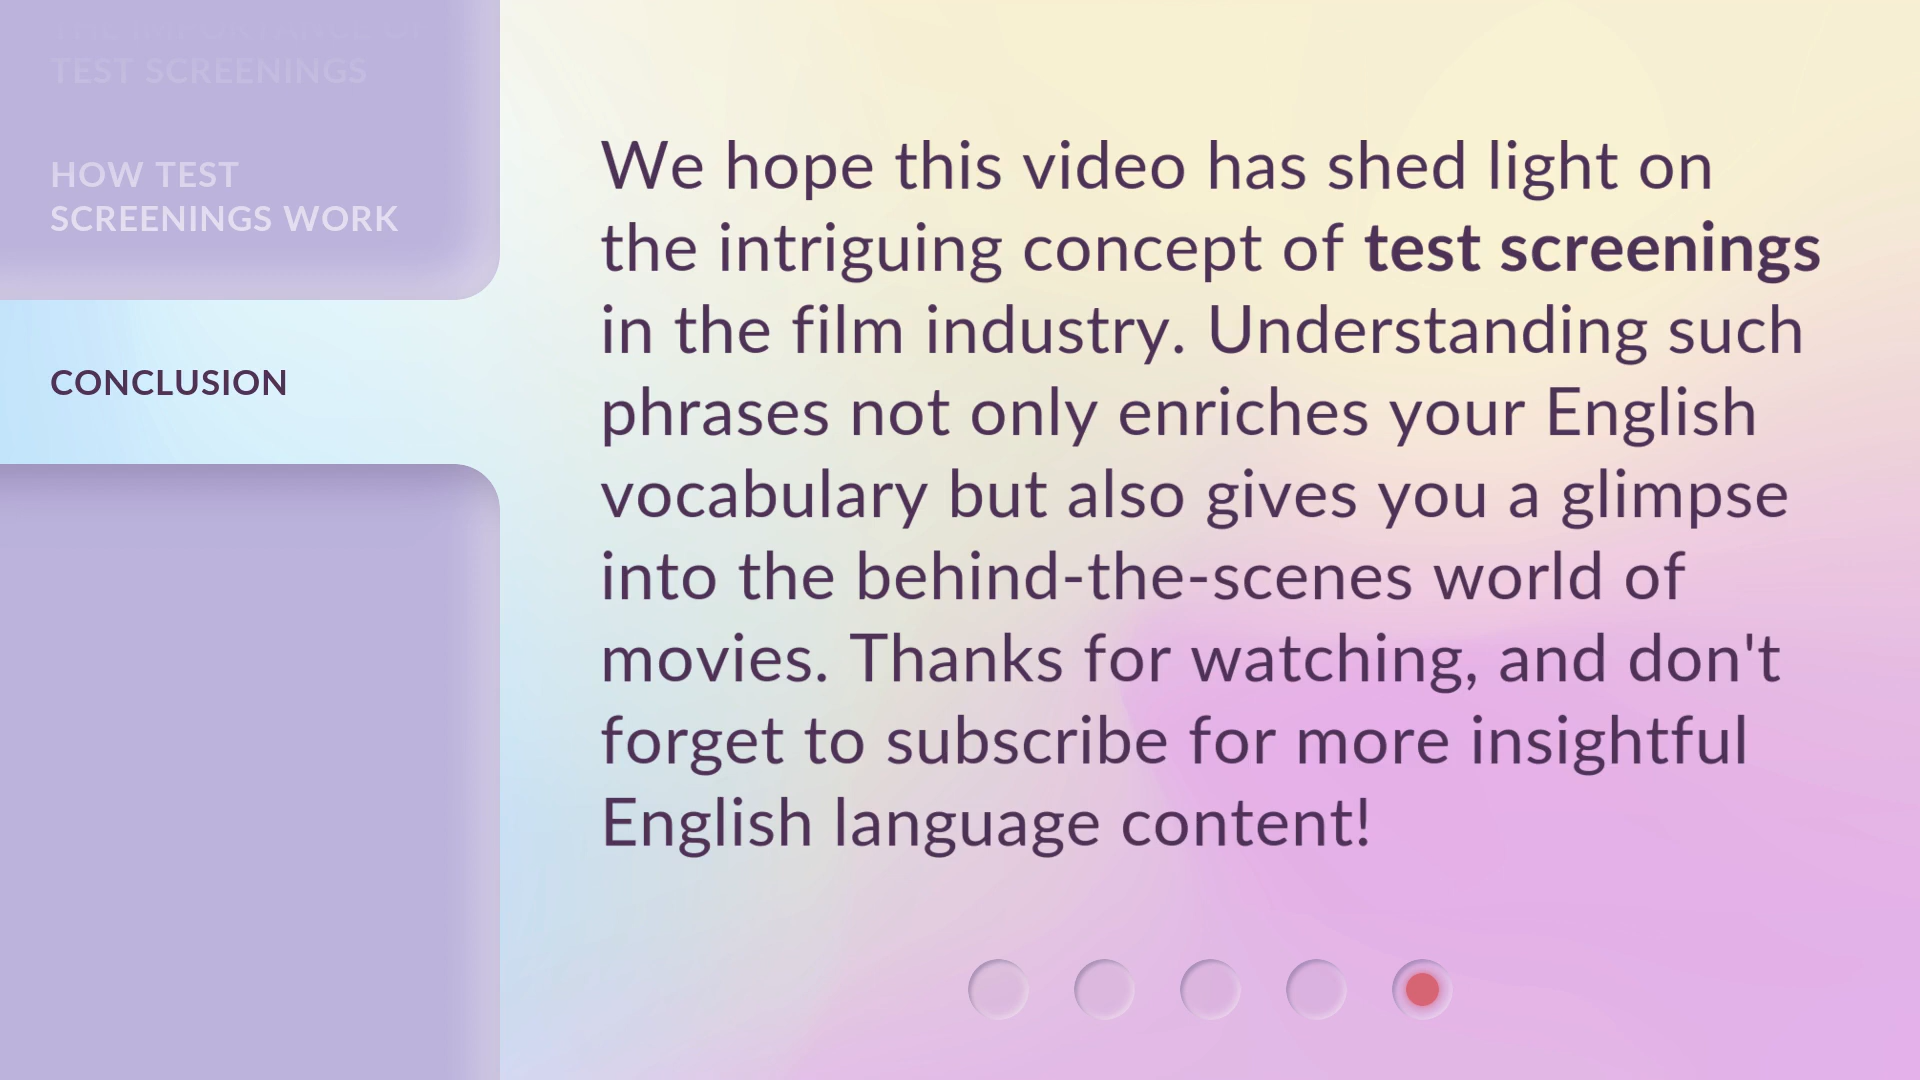 THE IMPORTANCE OF
TEST SCREENINGS
HOW TEST
SCREENINGS WORK
CONCLUSION
We hope this video has shed light on
the intriguing concept of test screenings
in the film industry. Understanding such
phrases not only enriches your English
vocabulary but also gives you a glimpse
into the behind-the-scenes world of
movies. Thanks for watching, and don't
forget to subscribe for more insightful
English language content!